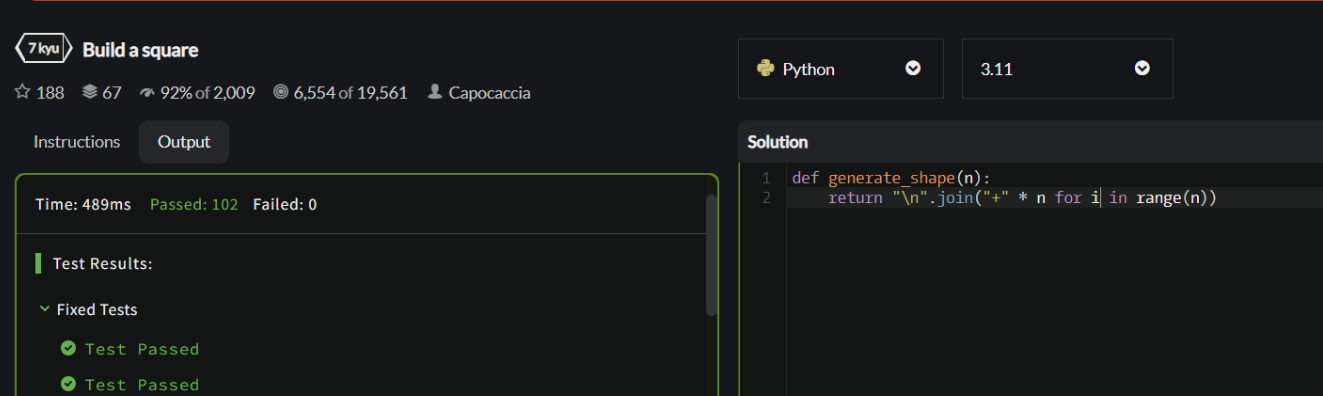 7 kyu Build a square
188 67 92% of 2,009 6,554 of 19,561 Capocaccia
Python 3.11
Instructions Output
Time: 489ms Passed: 102 Failed: 0
Test Results:
Fixed Tests
Test Passed
Test Passed
Solution
1 def generate_shape(n):
2 return "\n".join("+" * n for i in range(n))